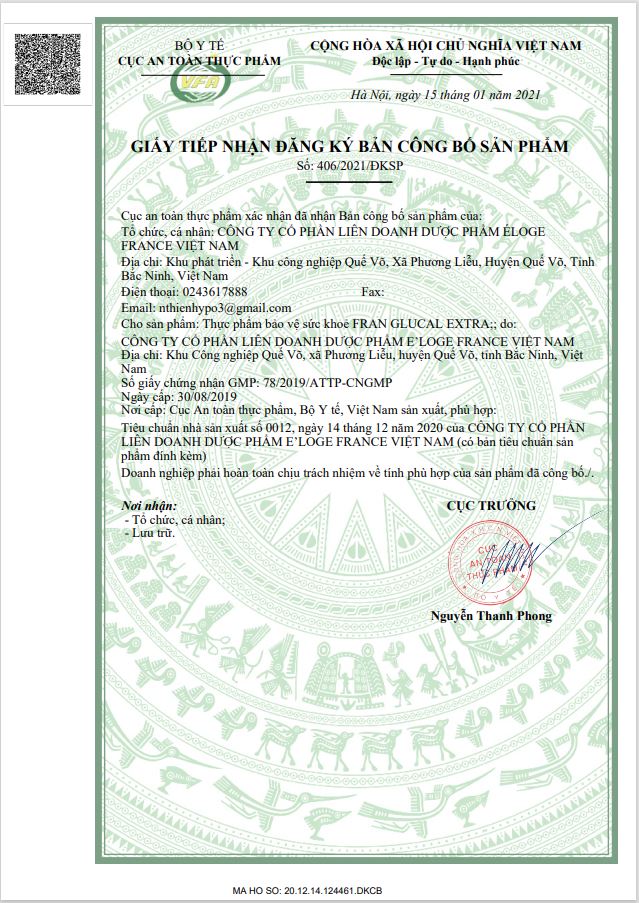 BỘ Y TẾ
CỤC AN TOÀN THỰC PHẨM
VFA
CỘNG HÒA XÃ HỘI CHỦ NGHĨA VIỆT NAM
Độc lập - Tự do - Hạnh phúc
Hà Nội, ngày 15 tháng 01 năm 2021
GIẤY TIẾP NHẬN ĐĂNG KÝ BẢN CÔNG BỐ SẢN PHẨM
Số: 406/2021/ĐKSP
Cục an toàn thực phẩm xác nhận đã nhận Bản công bố sản phẩm của:
Tổ chức, cá nhân: CÔNG TY CỔ PHẦN LIÊN DOANH DƯỢC PHẨM ÉLOGE
FRANCE VIỆT NAM
Địa chỉ: Khu phát triển - Khu công nghiệp Quế Võ, Xã Phương Liễu, Huyện Quế Võ, Tỉnh
Bắc Ninh, Việt Nam
Điện thoại: 0243617888 Fax:
Email: nthienhypo3@gmail.com
Cho sản phẩm: Thực phẩm bảo vệ sức khoẻ FRAN GLUCAL EXTRA;; do:
CÔNG TY CỔ PHẦN LIÊN DOANH DƯỢC PHẨM E’LOGE FRANCE VIỆT NAM
Địa chỉ: Khu Công nghiệp Quế Võ, xã Phương Liễu, huyện Quế Võ, tỉnh Bắc Ninh, Việt
Nam
Số giấy chứng nhận GMP: 78/2019/ATTP-CNGMP
Ngày cấp: 30/08/2019
Nơi cấp: Cục An toàn thực phẩm, Bộ Y tế, Việt Nam sản xuất, phù hợp:
Tiêu chuẩn nhà sản xuất số 0012, ngày 14 tháng 12 năm 2020 của CÔNG TY CỔ PHẦN
LIÊN DOANH DƯỢC PHẨM E’LOGE FRANCE VIỆT NAM (có bản tiêu chuẩn sản
phẩm đính kèm)
Doanh nghiệp phải hoàn toàn chịu trách nhiệm về tính phù hợp của sản phẩm đã công bố./.
Nơi nhận:
- Tổ chức, cá nhân;
- Lưu trữ.
CỤC TRƯỞNG
CỤC
AN TOÀN
THỰC PHẨM
BỘ Y TẾ
Nguyễn Thanh Phong
MA HO SO: 20.12.14.124461.DKCB